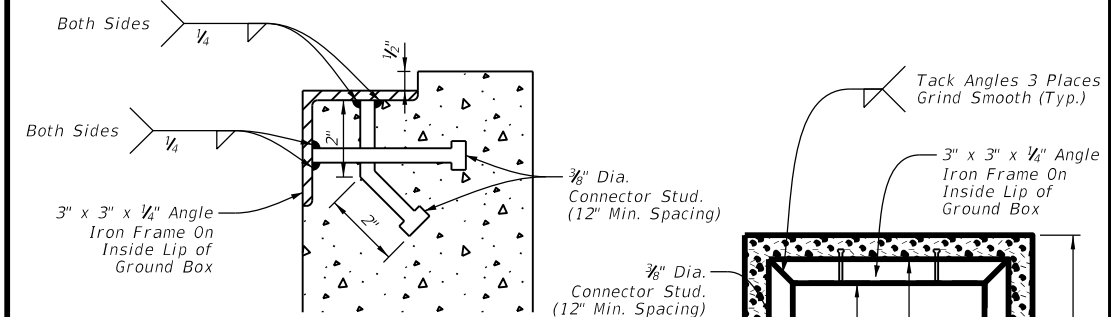 Both Sides
1/4
1/2"
Both Sides
1/4
2"
2"
3/8" Dia.
Connector Stud.
(12" Min. Spacing)
3" x 3" x 1/4" Angle
Iron Frame On
Inside Lip of
Ground Box
Tack Angles 3 Places
Grind Smooth (Typ.)
3" x 3" x 1/4" Angle
Iron Frame On
Inside Lip of
Ground Box
3/8" Dia.
Connector Stud.
(12" Min. Spacing)